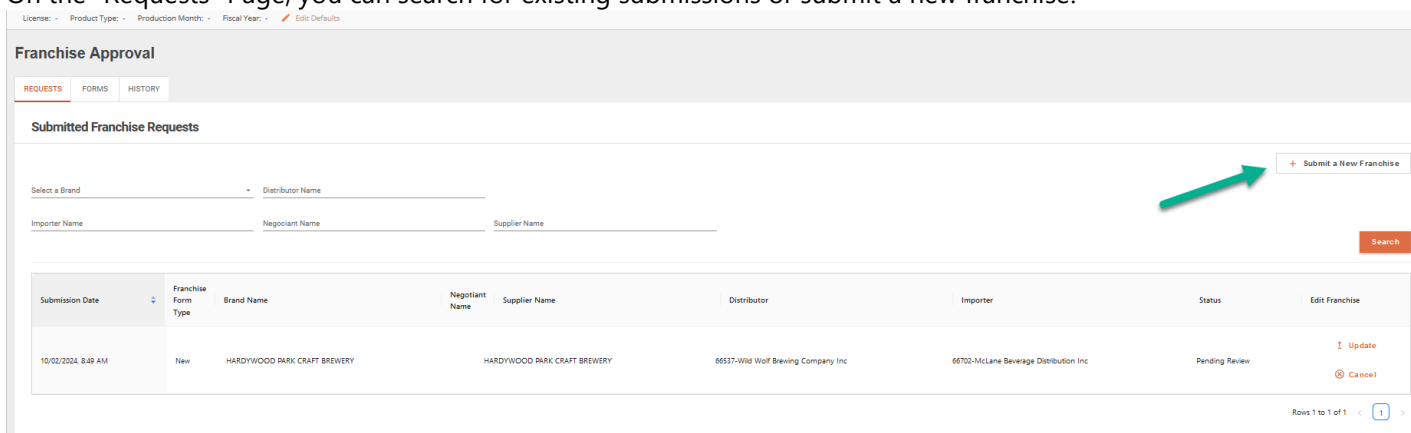 On the "Requests" Page, you can search for existing submissions or submit a new franchise.
License: - Product Type: - Production Month: - Fiscal Year: - Edit Defaults
Franchise Approval
REQUESTS FORMS HISTORY
Submitted Franchise Requests
+ Submit a New Franchise
Select a Brand Distributor Name
Importer Name Negociant Name Supplier Name
Search
Submission Date Franchise Form Type Brand Name Negotiant Name Supplier Name Distributor Importer Status Edit Franchise
10/02/2024, 8:49 AM New HARDYWOOD PARK CRAFT BREWERY HARDYWOOD PARK CRAFT BREWERY 66537-Wild Wolf Brewing Company Inc 66702-McLane Beverage Distribution Inc Pending Review Update
Cancel
Rows 1 to 1 of 1 < 1 >